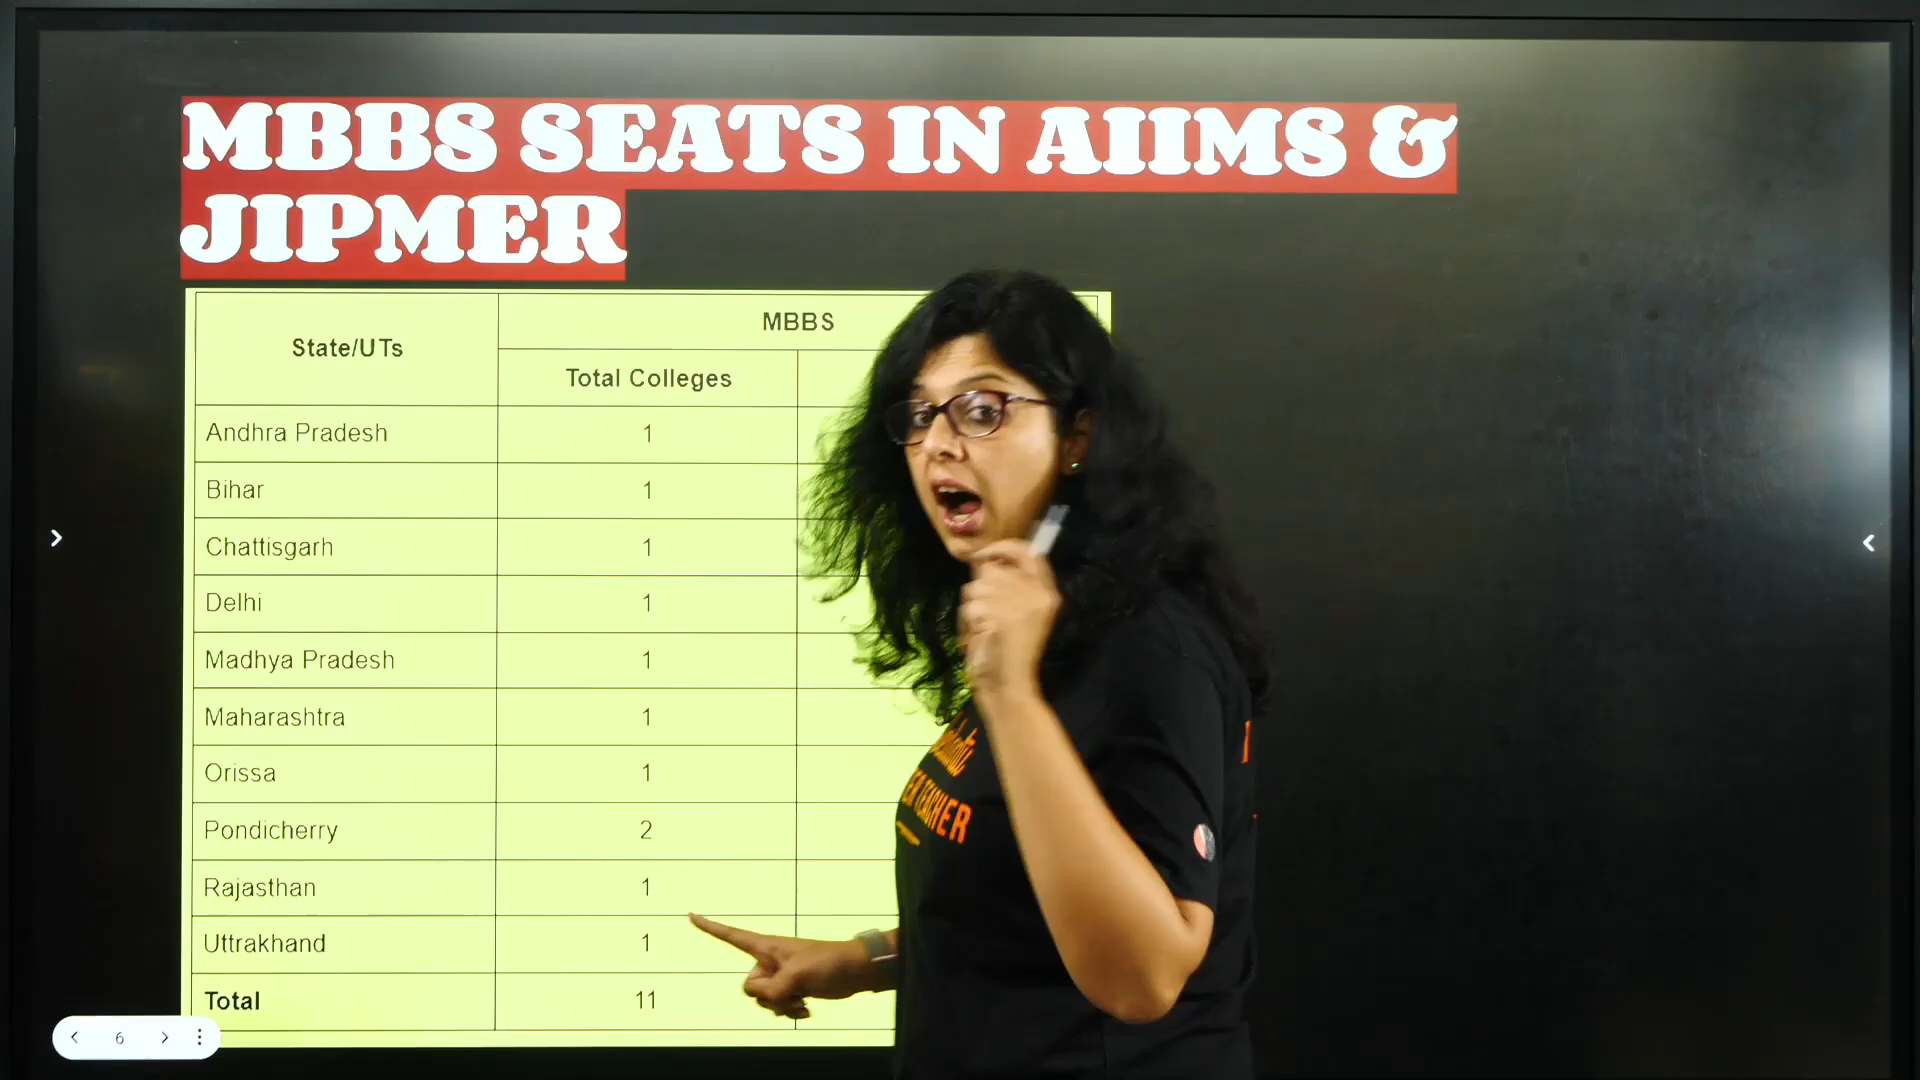 MBBS SEATS IN AIIMS &
JIPMER
State/UTs
MBBS
Total Colleges
Andhra Pradesh 1
Bihar 1
Chattisgarh 1
Delhi 1
Madhya Pradesh 1
Maharashtra 1
Orissa 1
Pondicherry 2
Rajasthan 1
Uttrakhand 1
Total 11
6
TEACHER